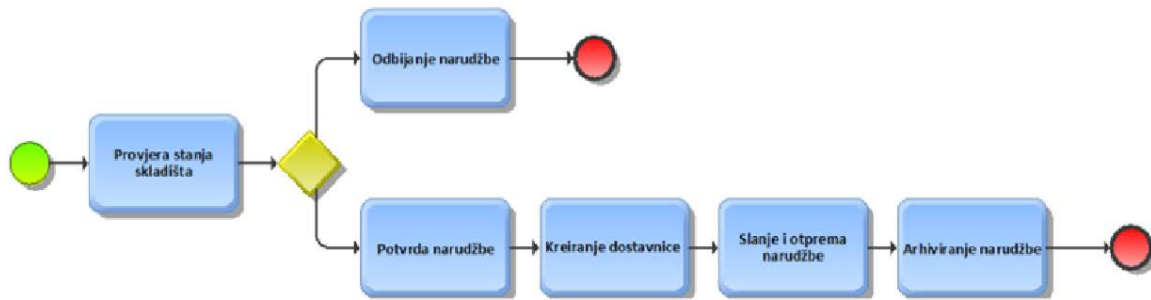 Odbijanje narudžbe
Provjera stanja
skladišta
Potvrda narudžbe
Kreiranje dostavnice
Slanje i otprema
narudžbe
Arhiviranje narudžbe